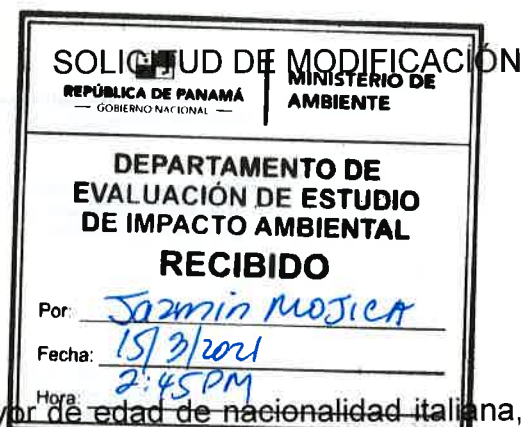 SOLICITUD DE MODIFICACIÓN
REPÚBLICA DE PANAMÁ
— GOBIERNO NACIONAL —
MINISTERIO DE
AMBIENTE
DEPARTAMENTO DE
EVALUACIÓN DE ESTUDIO
DE IMPACTO AMBIENTAL
RECIBIDO
Por: Jazmin MOJICA
Fecha: 15/3/2021
Hora: 2:45PM
yor de edad de nacionalidad italiana,